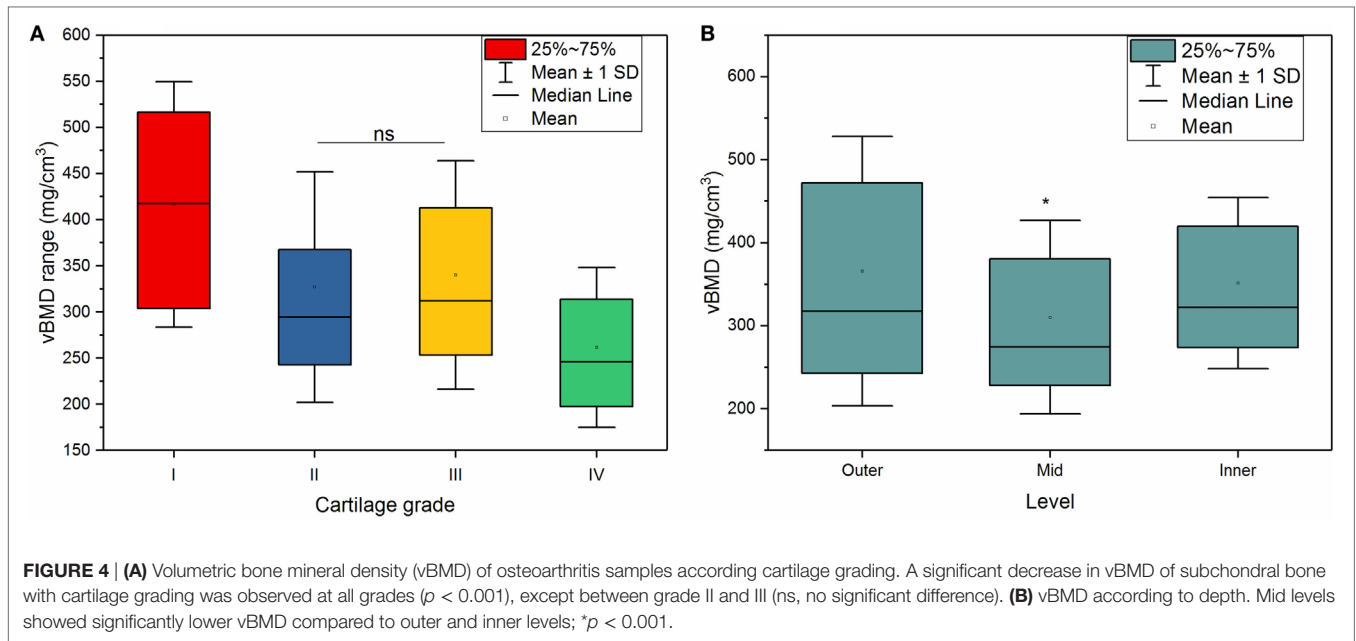 A
600
550
500
450
400
350
300
250
200
150
vBMD range (mg/cm³)
25%~75%
Mean ± 1 SD
Median Line
Mean
ns
I
II
III
IV
Cartilage grade
B
600
500
400
300
200
vBMD (mg/cm³)
25%~75%
Mean ± 1 SD
Median Line
Mean
*
Outer
Mid
Inner
Level
FIGURE 4 | (A) Volumetric bone mineral density (vBMD) of osteoarthritis samples according cartilage grading. A significant decrease in vBMD of subchondral bone
with cartilage grading was observed at all grades (p < 0.001), except between grade II and III (ns, no significant difference). (B) vBMD according to depth. Mid levels
showed significantly lower vBMD compared to outer and inner levels; *p < 0.001.